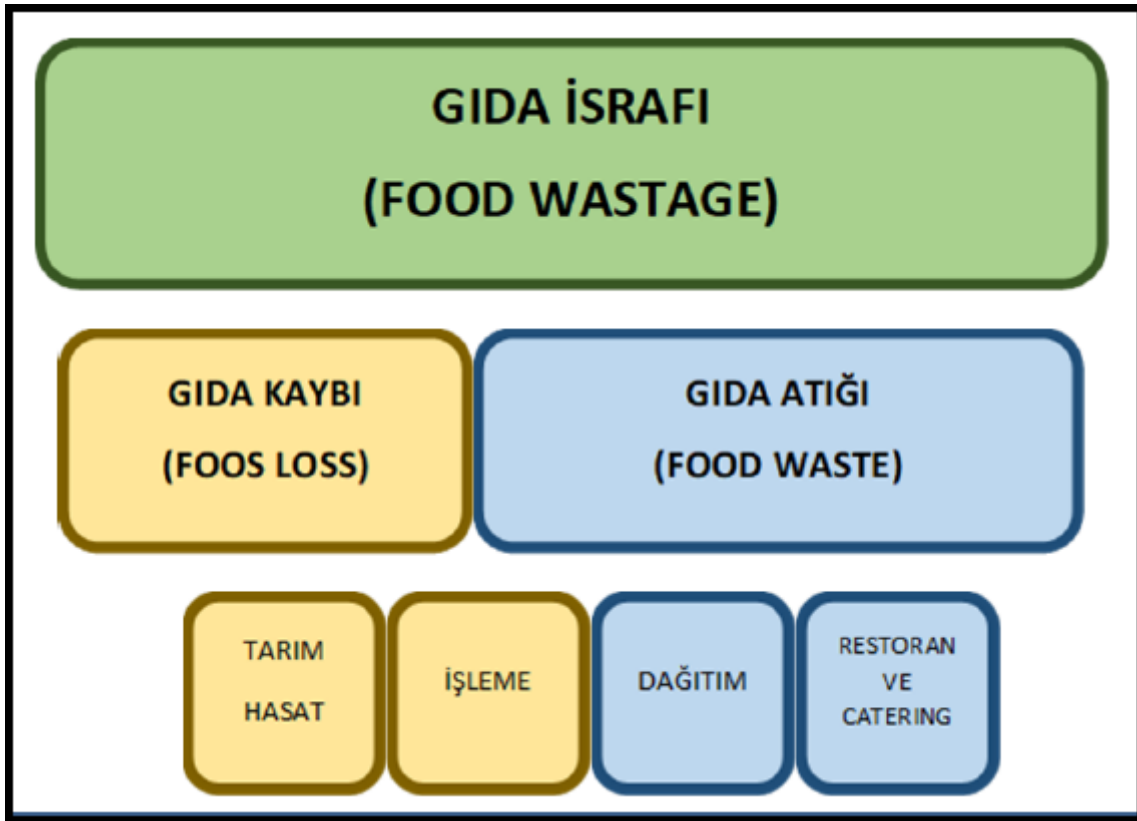 GIDA İSRAFI
(FOOD WASTAGE)
GIDA KAYBI
(FOOS LOSS)
GIDA ATIĞI
(FOOD WASTE)
TARIM
HASAT
İŞLEME
DAĞITIM
RESTORAN
VE
CATERING